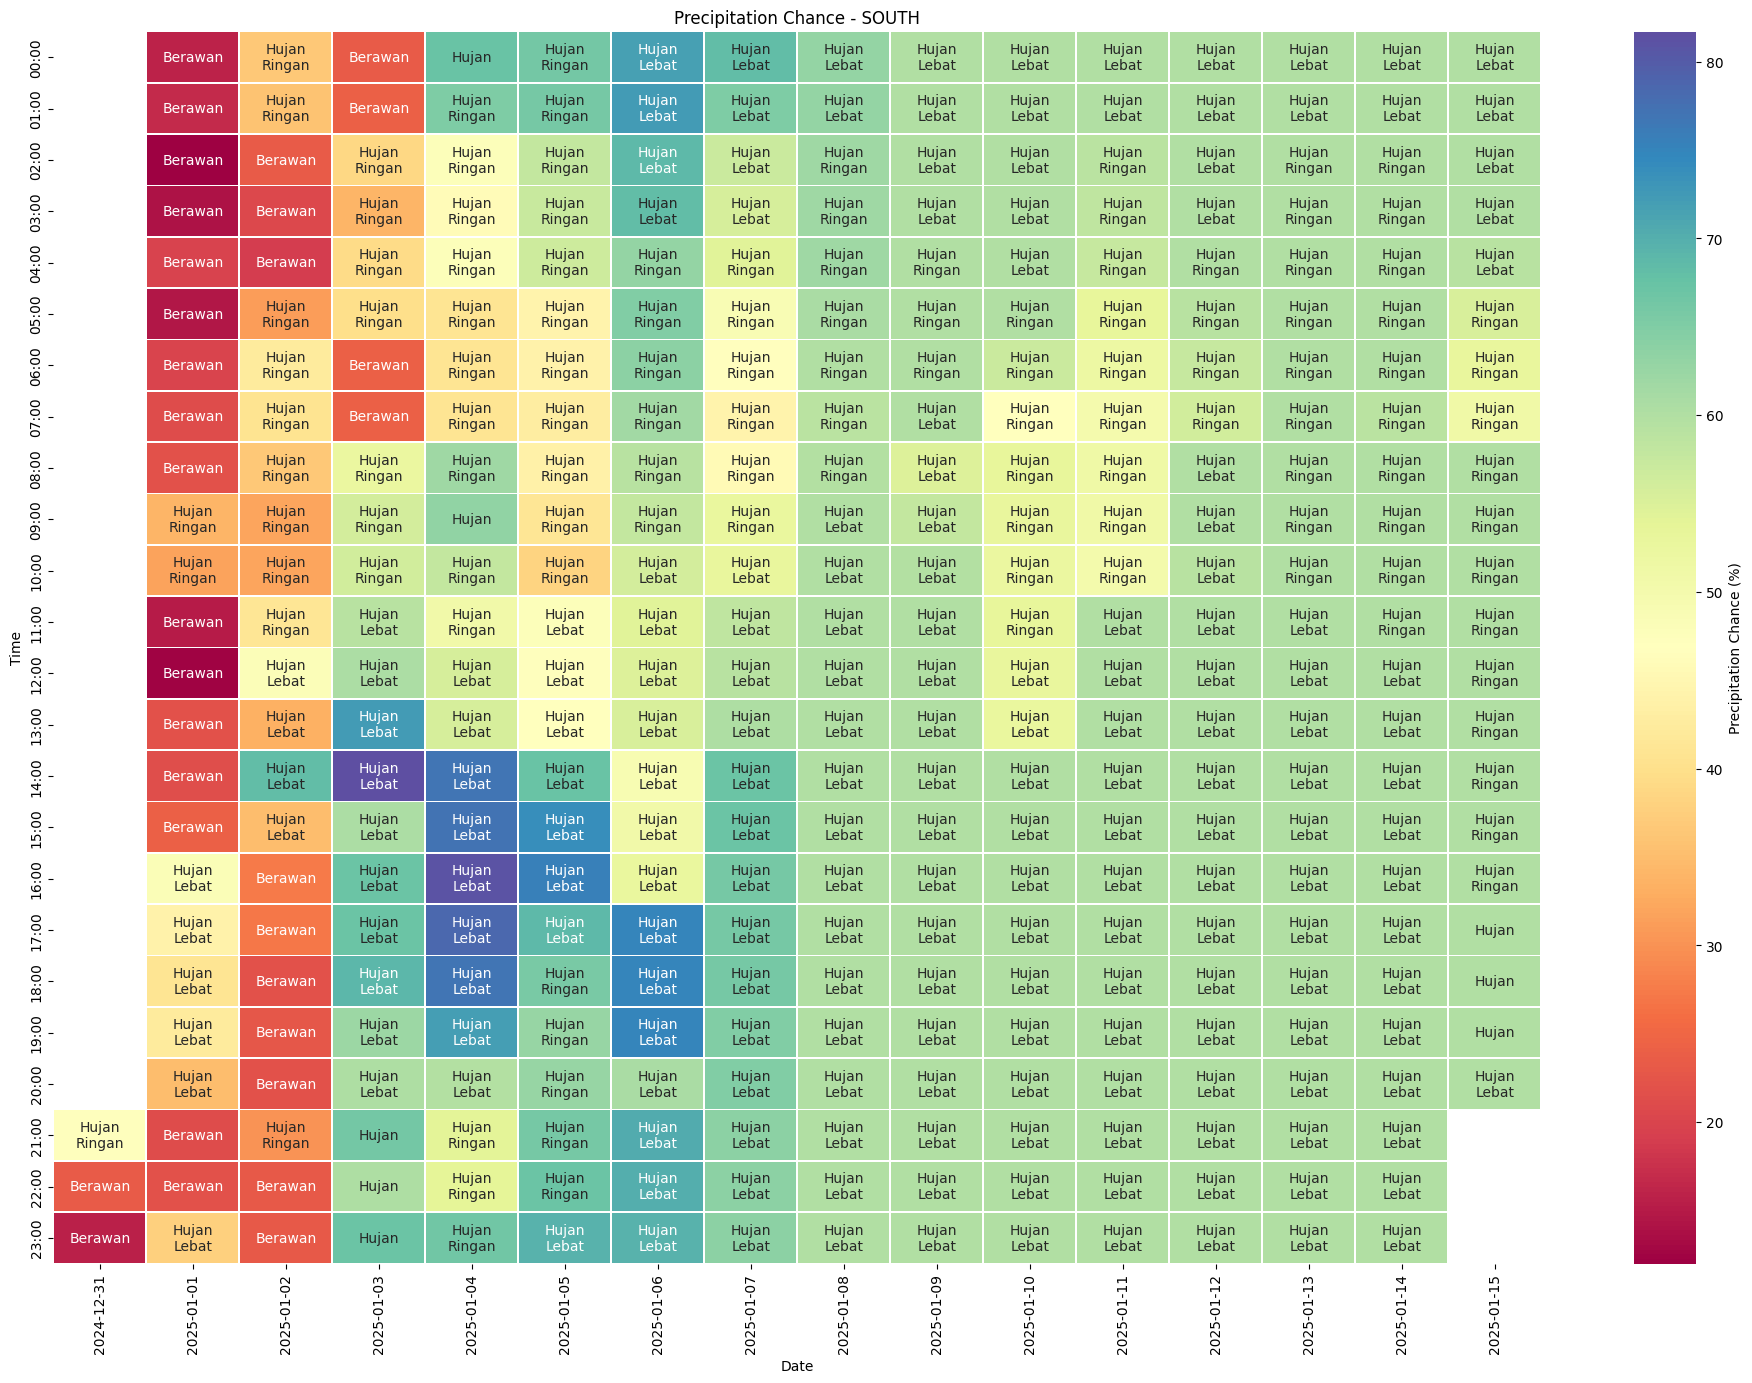 Precipitation Chance - SOUTH
00:00 Berawan Hujan Ringan Berawan Hujan Hujan Ringan Hujan Lebat Hujan Lebat Hujan Lebat Hujan Lebat Hujan Lebat Hujan Lebat Hujan Lebat Hujan Lebat Hujan Lebat Hujan Lebat
01:00 Berawan Hujan Ringan Berawan Hujan Ringan Hujan Ringan Hujan Lebat Hujan Lebat Hujan Lebat Hujan Lebat Hujan Lebat Hujan Lebat Hujan Lebat Hujan Lebat Hujan Lebat Hujan Lebat
02:00 Berawan Berawan Hujan Ringan Hujan Ringan Hujan Ringan Hujan Lebat Hujan Lebat Hujan Ringan Hujan Lebat Hujan Lebat Hujan Ringan Hujan Lebat Hujan Ringan Hujan Ringan Hujan Lebat
03:00 Berawan Berawan Hujan Ringan Hujan Ringan Hujan Ringan Hujan Lebat Hujan Lebat Hujan Ringan Hujan Lebat Hujan Lebat Hujan Ringan Hujan Lebat Hujan Ringan Hujan Ringan Hujan Lebat
04:00 Berawan Berawan Hujan Ringan Hujan Ringan Hujan Ringan Hujan Ringan Hujan Ringan Hujan Ringan Hujan Ringan Hujan Lebat Hujan Ringan Hujan Ringan Hujan Ringan Hujan Ringan Hujan Lebat
05:00 Berawan Hujan Ringan Hujan Ringan Hujan Ringan Hujan Ringan Hujan Ringan Hujan Ringan Hujan Ringan Hujan Ringan Hujan Ringan Hujan Ringan Hujan Ringan Hujan Ringan Hujan Ringan Hujan Ringan
06:00 Berawan Hujan Ringan Berawan Hujan Ringan Hujan Ringan Hujan Ringan Hujan Ringan Hujan Ringan Hujan Ringan Hujan Ringan Hujan Ringan Hujan Ringan Hujan Ringan Hujan Ringan Hujan Ringan
07:00 Berawan Hujan Ringan Berawan Hujan Ringan Hujan Ringan Hujan Ringan Hujan Ringan Hujan Ringan Hujan Lebat Hujan Ringan Hujan Ringan Hujan Ringan Hujan Ringan Hujan Ringan Hujan Ringan
08:00 Berawan Hujan Ringan Hujan Ringan Hujan Ringan Hujan Ringan Hujan Ringan Hujan Ringan Hujan Ringan Hujan Lebat Hujan Ringan Hujan Ringan Hujan Lebat Hujan Ringan Hujan Ringan Hujan Ringan
09:00 Hujan Ringan Hujan Ringan Hujan Ringan Hujan Hujan Ringan Hujan Ringan Hujan Ringan Hujan Lebat Hujan Lebat Hujan Ringan Hujan Ringan Hujan Lebat Hujan Ringan Hujan Ringan Hujan Ringan
10:00 Hujan Ringan Hujan Ringan Hujan Ringan Hujan Ringan Hujan Ringan Hujan Lebat Hujan Lebat Hujan Lebat Hujan Lebat Hujan Ringan Hujan Ringan Hujan Lebat Hujan Ringan Hujan Ringan Hujan Ringan
11:00 Berawan Hujan Ringan Hujan Lebat Hujan Ringan Hujan Lebat Hujan Lebat Hujan Lebat Hujan Lebat Hujan Lebat Hujan Ringan Hujan Lebat Hujan Lebat Hujan Lebat Hujan Ringan Hujan Ringan
12:00 Berawan Hujan Lebat Hujan Lebat Hujan Lebat Hujan Lebat Hujan Lebat Hujan Lebat Hujan Lebat Hujan Lebat Hujan Lebat Hujan Lebat Hujan Lebat Hujan Lebat Hujan Lebat Hujan Ringan
13:00 Berawan Hujan Lebat Hujan Lebat Hujan Lebat Hujan Lebat Hujan Lebat Hujan Lebat Hujan Lebat Hujan Lebat Hujan Lebat Hujan Lebat Hujan Lebat Hujan Lebat Hujan Lebat Hujan Ringan
14:00 Berawan Hujan Lebat Hujan Lebat Hujan Lebat Hujan Lebat Hujan Lebat Hujan Lebat Hujan Lebat Hujan Lebat Hujan Lebat Hujan Lebat Hujan Lebat Hujan Lebat Hujan Lebat Hujan Ringan
15:00 Berawan Hujan Lebat Hujan Lebat Hujan Lebat Hujan Lebat Hujan Lebat Hujan Lebat Hujan Lebat Hujan Lebat Hujan Lebat Hujan Lebat Hujan Lebat Hujan Lebat Hujan Lebat Hujan Ringan
16:00 Hujan Lebat Berawan Hujan Lebat Hujan Lebat Hujan Lebat Hujan Lebat Hujan Lebat Hujan Lebat Hujan Lebat Hujan Lebat Hujan Lebat Hujan Lebat Hujan Lebat Hujan Lebat Hujan Ringan
17:00 Hujan Lebat Berawan Hujan Lebat Hujan Lebat Hujan Lebat Hujan Lebat Hujan Lebat Hujan Lebat Hujan Lebat Hujan Lebat Hujan Lebat Hujan Lebat Hujan Lebat Hujan Lebat Hujan
18:00 Hujan Lebat Berawan Hujan Lebat Hujan Lebat Hujan Ringan Hujan Lebat Hujan Lebat Hujan Lebat Hujan Lebat Hujan Lebat Hujan Lebat Hujan Lebat Hujan Lebat Hujan Lebat Hujan
19:00 Hujan Lebat Berawan Hujan Lebat Hujan Lebat Hujan Ringan Hujan Lebat Hujan Lebat Hujan Lebat Hujan Lebat Hujan Lebat Hujan Lebat Hujan Lebat Hujan Lebat Hujan Lebat Hujan
20:00 Hujan Lebat Berawan Hujan Lebat Hujan Lebat Hujan Ringan Hujan Lebat Hujan Lebat Hujan Lebat Hujan Lebat Hujan Lebat Hujan Lebat Hujan Lebat Hujan Lebat Hujan Lebat Hujan Lebat
21:00 Hujan Ringan Berawan Hujan Ringan Hujan Hujan Ringan Hujan Ringan Hujan Lebat Hujan Lebat Hujan Lebat Hujan Lebat Hujan Lebat Hujan Lebat Hujan Lebat Hujan Lebat Hujan Lebat
22:00 Berawan Berawan Berawan Hujan Hujan Ringan Hujan Ringan Hujan Lebat Hujan Lebat Hujan Lebat Hujan Lebat Hujan Lebat Hujan Lebat Hujan Lebat Hujan Lebat Hujan Lebat
23:00 Berawan Hujan Lebat Berawan Hujan Hujan Ringan Hujan Lebat Hujan Lebat Hujan Lebat Hujan Lebat Hujan Lebat Hujan Lebat Hujan Lebat Hujan Lebat Hujan Lebat Hujan Lebat
Time
2024-12-31 2025-01-01 2025-01-02 2025-01-03 2025-01-04 2025-01-05 2025-01-06 2025-01-07 2025-01-08 2025-01-09 2025-01-10 2025-01-11 2025-01-12 2025-01-13 2025-01-14 2025-01-15
Date
80
70
60
50
40
30
20
Precipitation Chance (%)